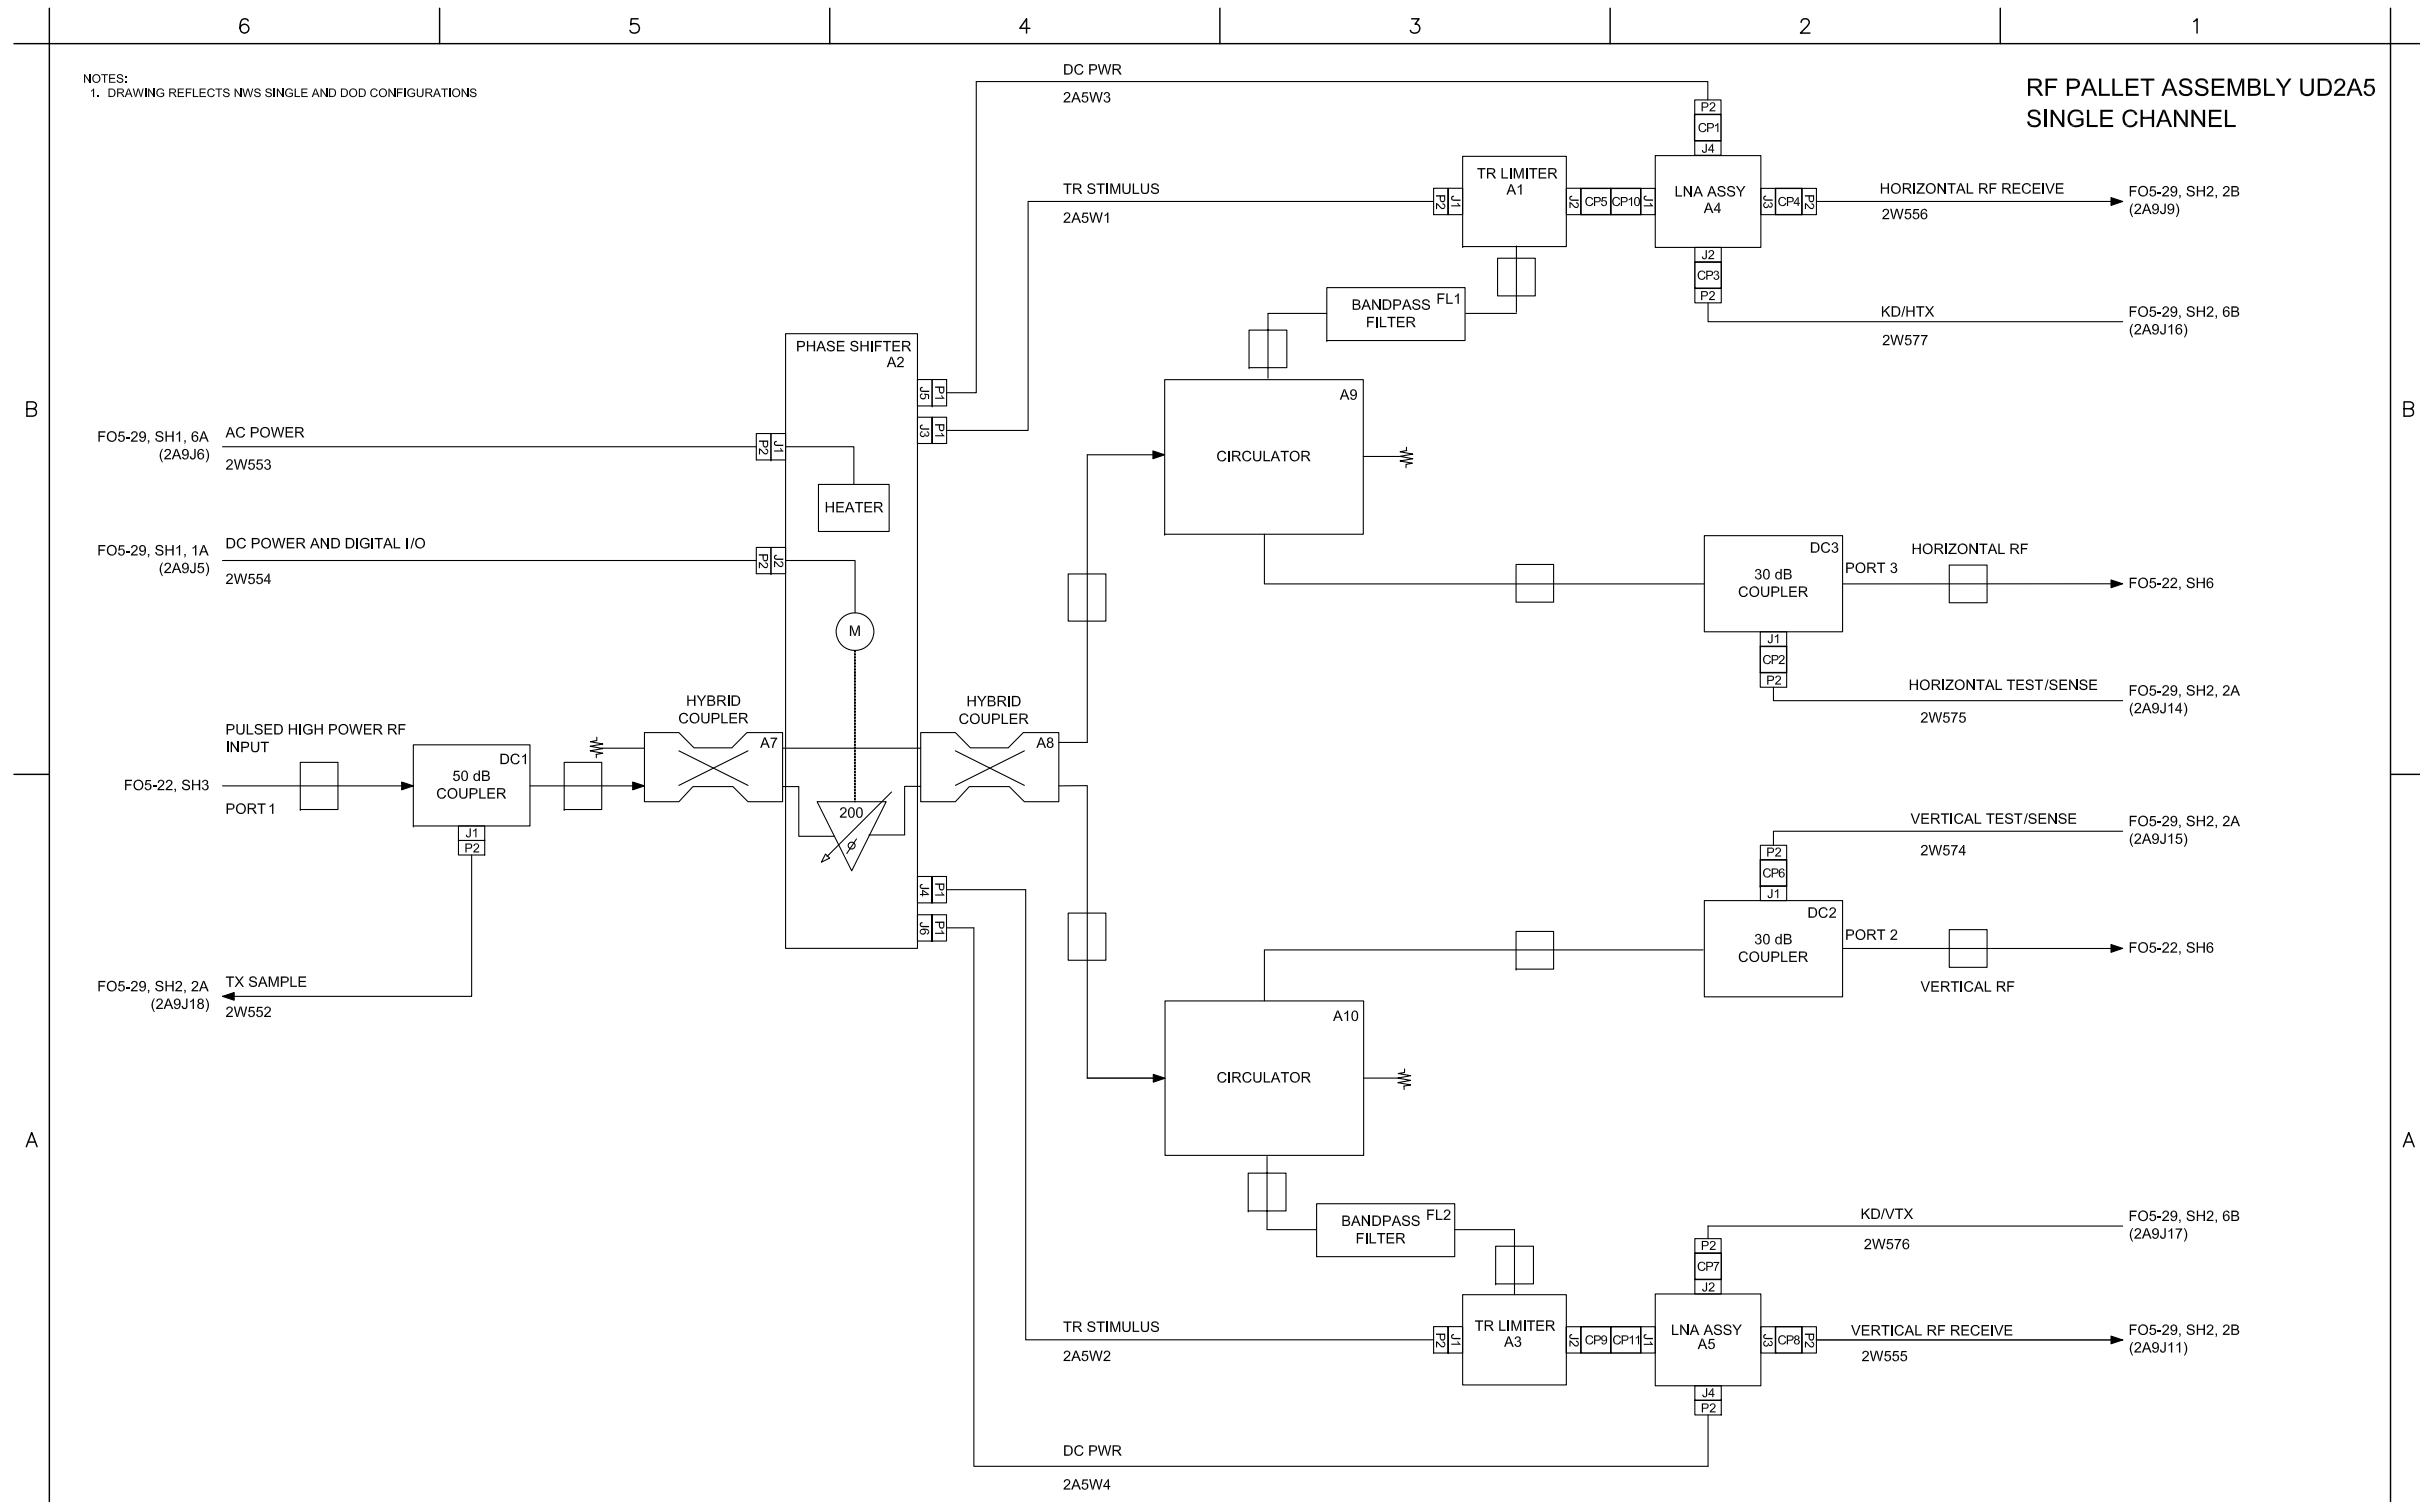 6
5
4
3
2
1
NOTES:
1. DRAWING REFLECTS NWS SINGLE AND DOD CONFIGURATIONS
RF PALLET ASSEMBLY UD2A5
SINGLE CHANNEL
DC PWR
2A5W3
P2
CP1
J4
TR STIMULUS
2A5W1
P2
J1
TR LIMITER
A1
J2
CP5
CP10
J1
LNA ASSY
A4
J3
CP4
P2
HORIZONTAL RF RECEIVE
2W556
FO5-29, SH2, 2B
(2A9J9)
J2
CP3
P2
KD/HTX
2W577
FO5-29, SH2, 6B
(2A9J16)
BANDPASS
FILTER
FL1
PHASE SHIFTER
A2
J5
P1
J3
P1
B
B
FO5-29, SH1, 6A
(2A9J6)
AC POWER
2W553
P2
J1
HEATER
FO5-29, SH1, 1A
(2A9J5)
DC POWER AND DIGITAL I/O
2W554
P2
J2
M
A9
CIRCULATOR
DC3
30 dB
COUPLER
PORT 3
HORIZONTAL RF
FO5-22, SH6
J1
CP2
P2
HORIZONTAL TEST/SENSE
2W575
FO5-29, SH2, 2A
(2A9J14)
HYBRID
COUPLER
A7
HYBRID
COUPLER
A8
PULSED HIGH POWER RF
INPUT
FO5-22, SH3
PORT 1
DC1
50 dB
COUPLER
J1
P2
200
ϕ
J4
P1
J6
P1
VERTICAL TEST/SENSE
2W574
FO5-29, SH2, 2A
(2A9J15)
P2
CP6
J1
DC2
30 dB
COUPLER
PORT 2
VERTICAL RF
FO5-22, SH6
FO5-29, SH2, 2A
(2A9J18)
TX SAMPLE
2W552
A10
CIRCULATOR
A
A
BANDPASS
FILTER
FL2
KD/VTX
2W576
FO5-29, SH2, 6B
(2A9J17)
P2
CP7
J2
TR STIMULUS
2A5W2
P2
J1
TR LIMITER
A3
J2
CP9
CP11
J1
LNA ASSY
A5
J3
CP8
P2
VERTICAL RF RECEIVE
2W555
FO5-29, SH2, 2B
(2A9J11)
J4
P2
DC PWR
2A5W4